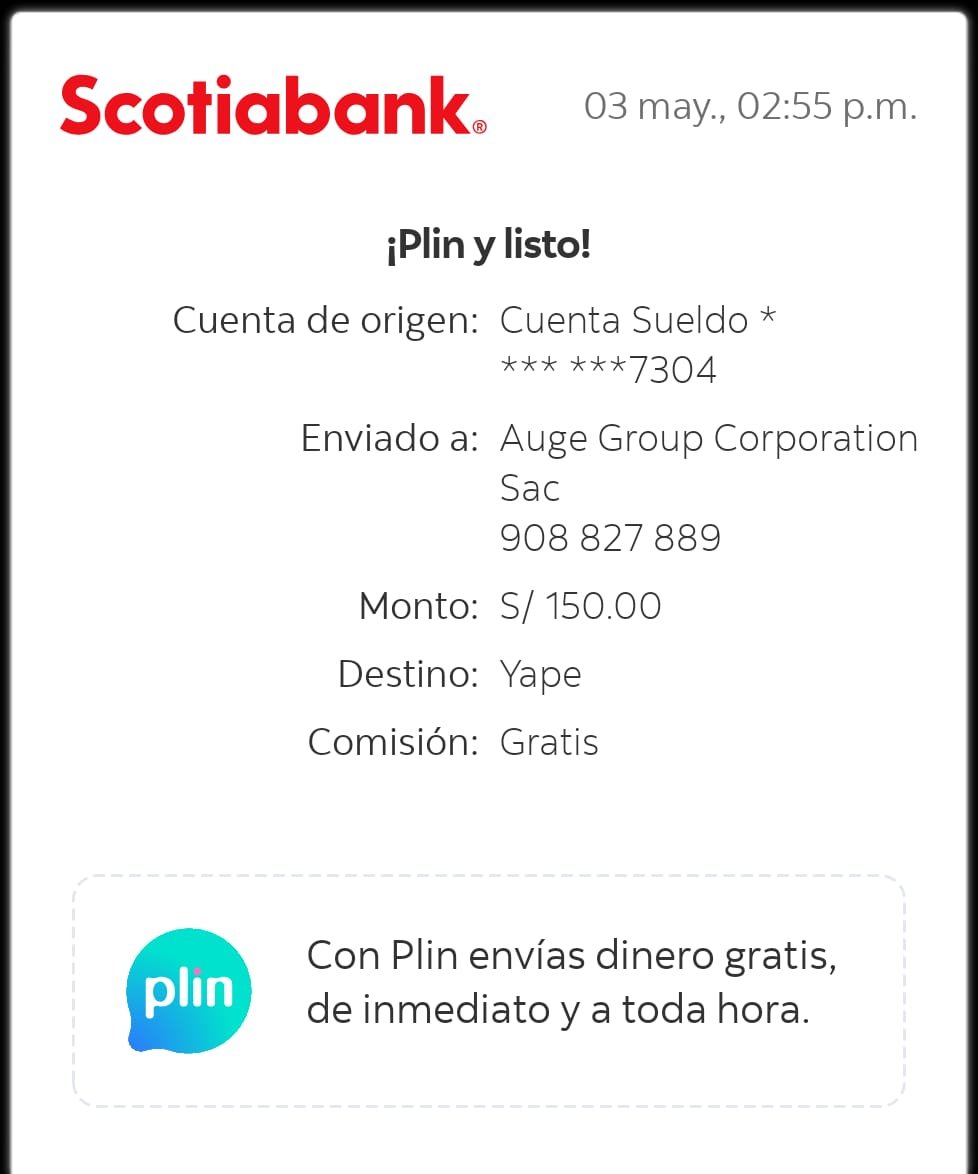 Scotiabank®
03 may., 02:55 p.m.
¡Plin y listo!
Cuenta de origen: Cuenta Sueldo *
*** ***7304
Enviado a: Auge Group Corporation
Sac
908 827 889
Monto: S/ 150.00
Destino: Yape
Comisión: Gratis
plin
Con Plin envías dinero gratis,
de inmediato y a toda hora.